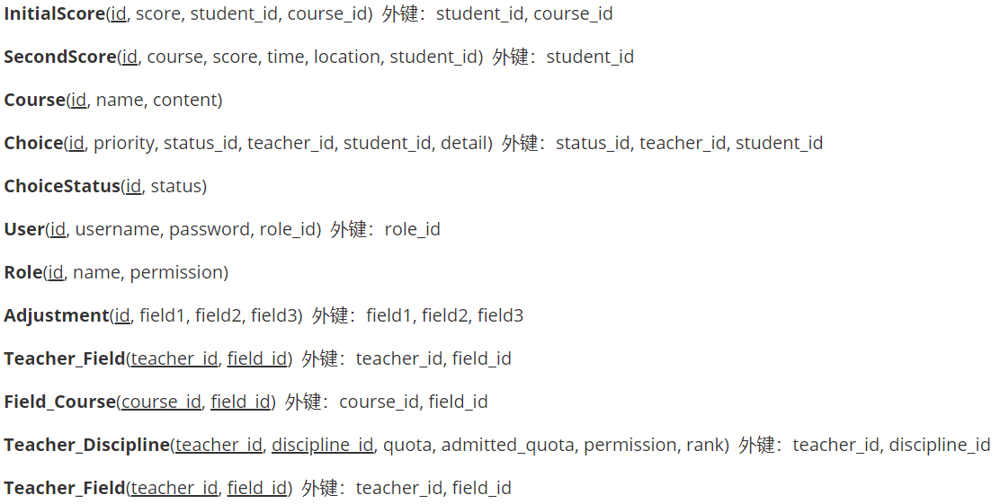 InitialScore(id, score, student_id, course_id) 外键：student_id, course_id
SecondScore(id, course, score, time, location, student_id) 外键：student_id
Course(id, name, content)
Choice(id, priority, status_id, teacher_id, student_id, detail) 外键：status_id, teacher_id, student_id
ChoiceStatus(id, status)
User(id, username, password, role_id) 外键：role_id
Role(id, name, permission)
Adjustment(id, field1, field2, field3) 外键：field1, field2, field3
Teacher_Field(teacher_id, field_id) 外键：teacher_id, field_id
Field_Course(course_id, field_id) 外键：course_id, field_id
Teacher_Discipline(teacher_id, discipline_id, quota, admitted_quota, permission, rank) 外键：teacher_id, discipline_id
Teacher_Field(teacher_id, field_id) 外键：teacher_id, field_id